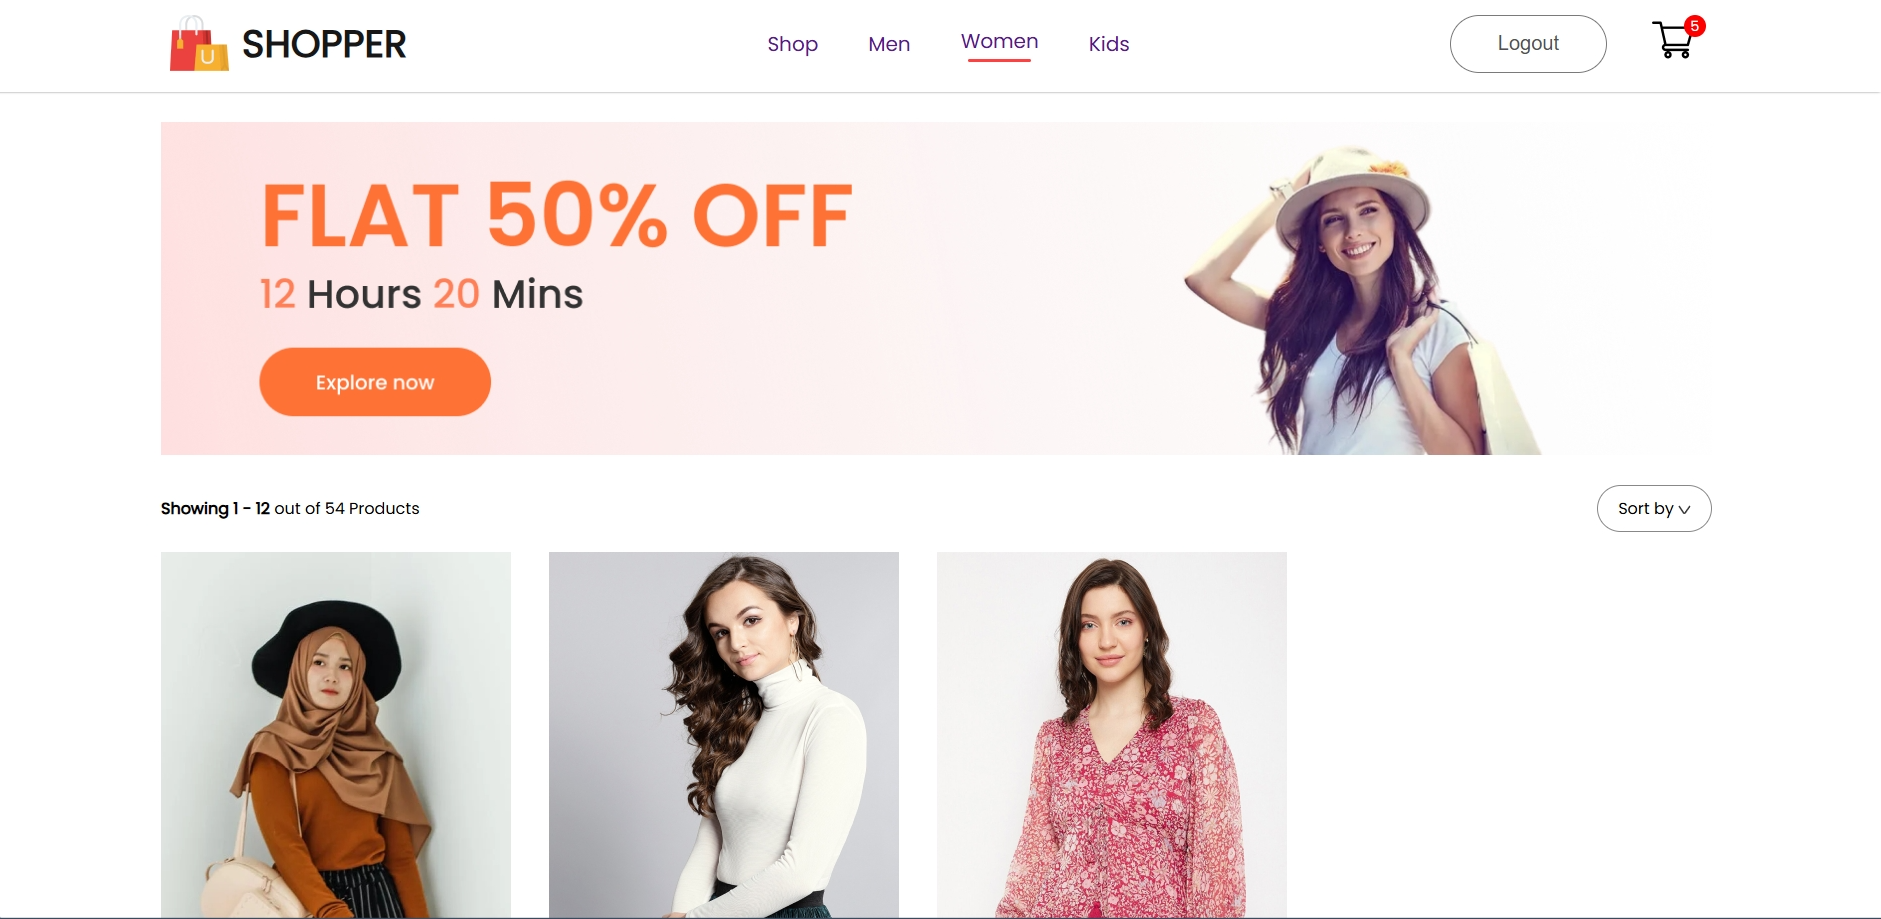 SHOPPER
Shop Men Women Kids
Logout
5
FLAT 50% OFF
12 Hours 20 Mins
Explore now
Showing 1 - 12 out of 54 Products
Sort by